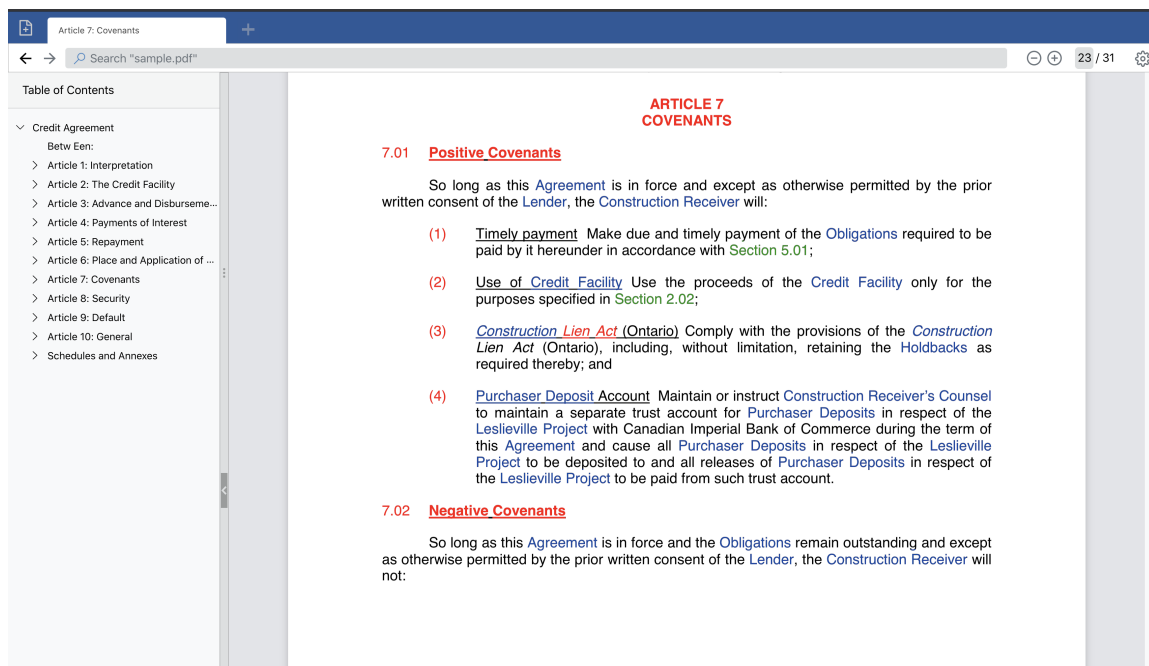 Article 7: Covenants
Search "sample.pdf"
23 / 31
Table of Contents
Credit Agreement
Betw Een:
Article 1: Interpretation
Article 2: The Credit Facility
Article 3: Advance and Disburseme...
Article 4: Payments of Interest
Article 5: Repayment
Article 6: Place and Application of ...
Article 7: Covenants
Article 8: Security
Article 9: Default
Article 10: General
Schedules and Annexes
ARTICLE 7
COVENANTS
7.01 Positive Covenants
So long as this Agreement is in force and except as otherwise permitted by the prior
written consent of the Lender, the Construction Receiver will:
(1) Timely payment Make due and timely payment of the Obligations required to be
paid by it hereunder in accordance with Section 5.01;
(2) Use of Credit Facility Use the proceeds of the Credit Facility only for the
purposes specified in Section 2.02;
(3) Construction Lien Act (Ontario) Comply with the provisions of the Construction
Lien Act (Ontario), including, without limitation, retaining the Holdbacks as
required thereby; and
(4) Purchaser Deposit Account Maintain or instruct Construction Receiver's Counsel
to maintain a separate trust account for Purchaser Deposits in respect of the
Leslieville Project with Canadian Imperial Bank of Commerce during the term of
this Agreement and cause all Purchaser Deposits in respect of the Leslieville
Project to be deposited to and all releases of Purchaser Deposits in respect of
the Leslieville Project to be paid from such trust account.
7.02 Negative Covenants
So long as this Agreement is in force and the Obligations remain outstanding and except
as otherwise permitted by the prior written consent of the Lender, the Construction Receiver will
not: